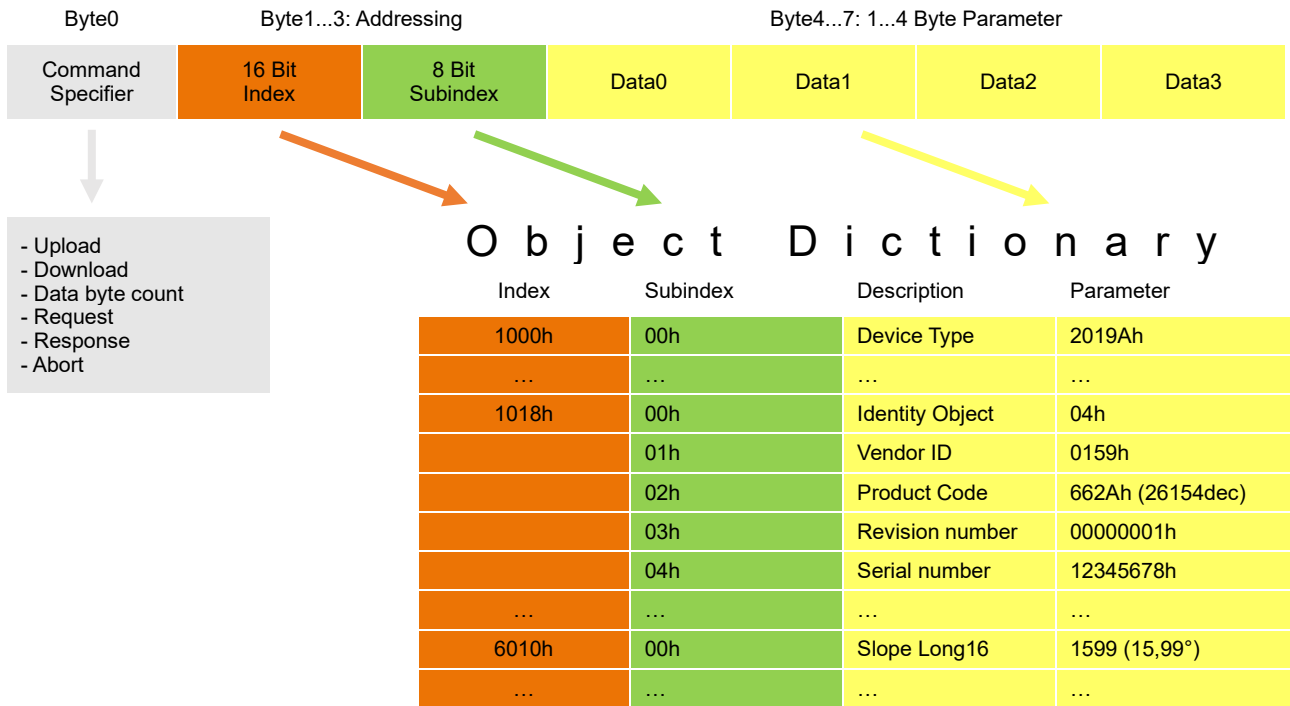 Byte0 Byte1...3: Addressing Byte4...7: 1...4 Byte Parameter
Command
Specifier
16 Bit
Index
8 Bit
Subindex
Data0 Data1 Data2 Data3
- Upload
- Download
- Data byte count
- Request
- Response
- Abort
Object Dictionary
Index Subindex Description Parameter
1000h 00h Device Type 2019Ah
… … … …
1018h 00h Identity Object 04h
01h Vendor ID 0159h
02h Product Code 662Ah (26154dec)
03h Revision number 00000001h
04h Serial number 12345678h
… … … …
6010h 00h Slope Long16 1599 (15,99°)
… … … …